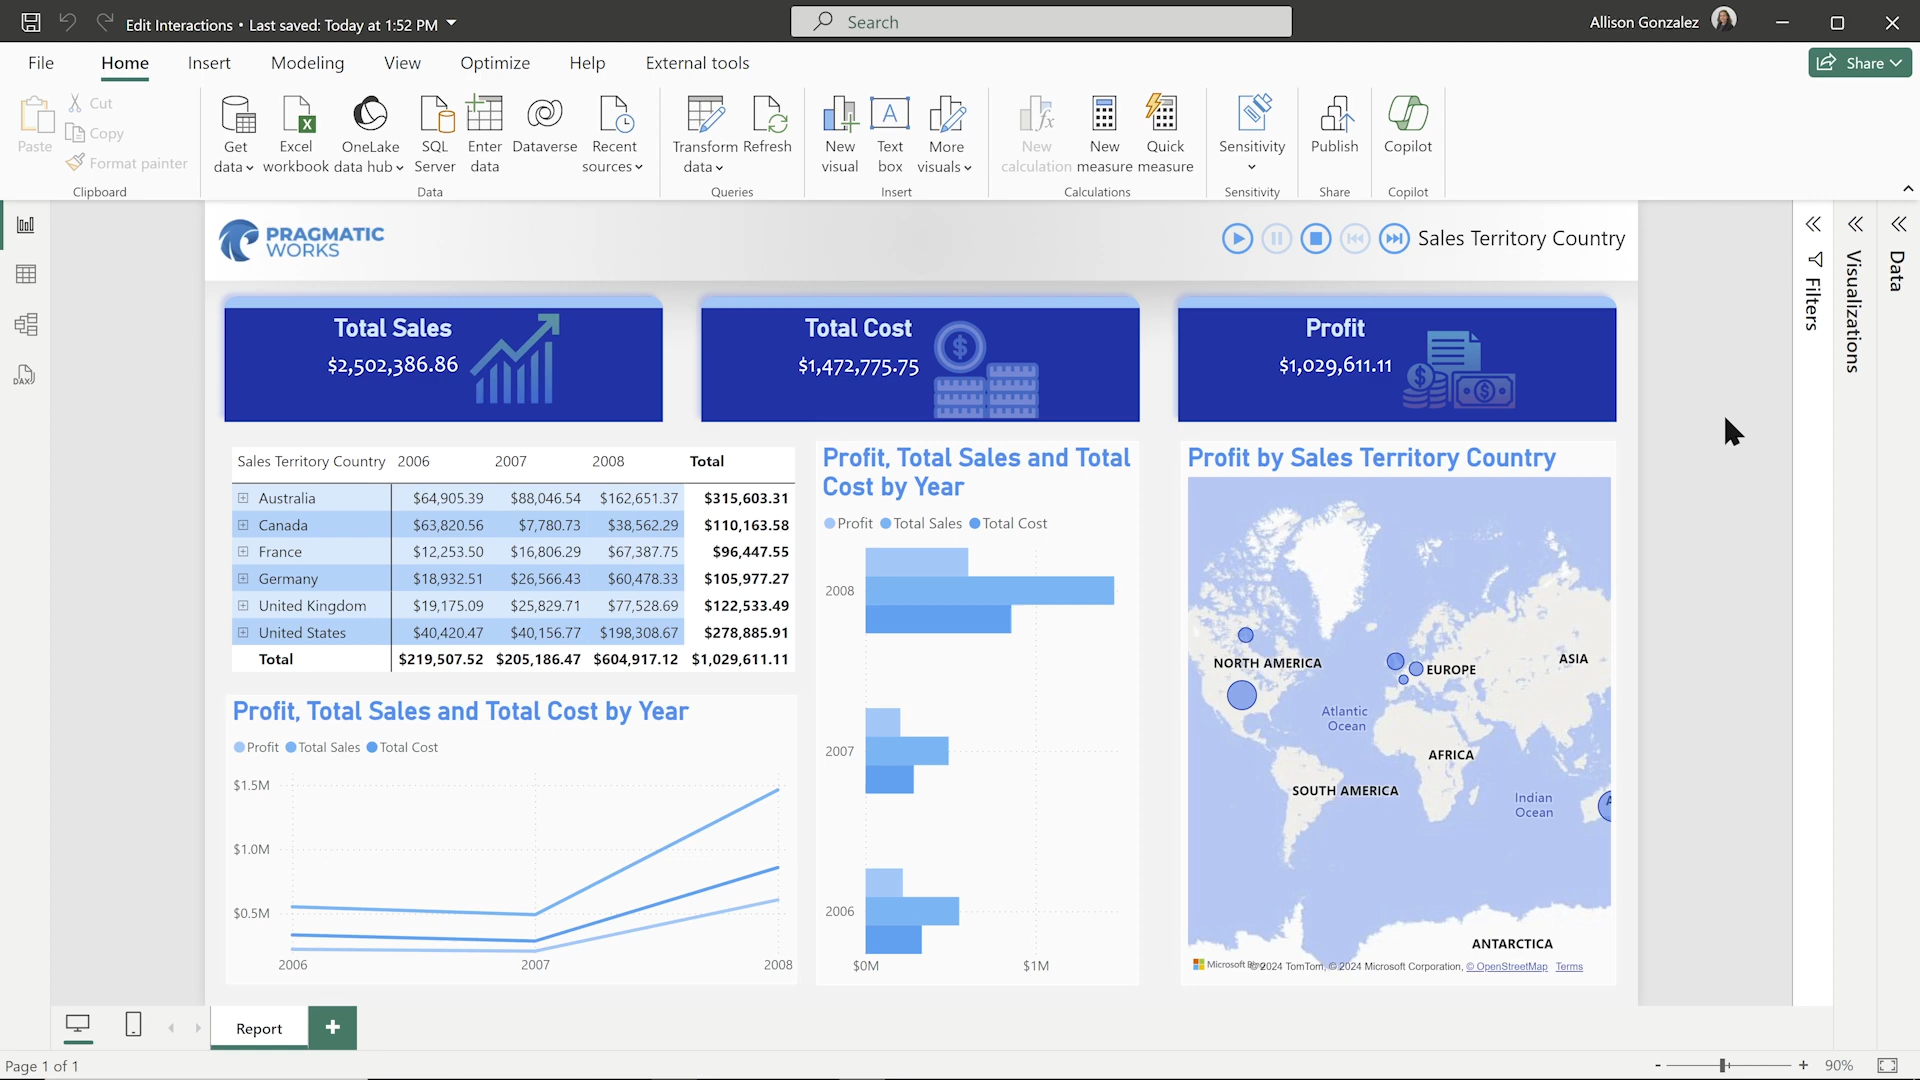 Edit Interactions • Last saved: Today at 1:52 PM
Search
Allison Gonzalez
File Home Insert Modeling View Optimize Help External tools
Share
Paste
Cut
Copy
Format painter
Clipboard
Get data
Excel workbook
OneLake data hub
SQL Server
Enter data
Dataverse
Recent sources
Data
Transform data
Refresh
Queries
New visual
Text box
More visuals
Insert
New calculation
New measure
Quick measure
Calculations
Sensitivity
Sensitivity
Publish
Share
Copilot
Copilot
PRAGMATIC
WORKS
Sales Territory Country
Total Sales
$2,502,386.86
Total Cost
$1,472,775.75
Profit
$1,029,611.11
Sales Territory Country 2006 2007 2008 Total
Australia $64,905.39 $88,046.54 $162,651.37 $315,603.31
Canada $63,820.56 $7,780.73 $38,562.29 $110,163.58
France $12,253.50 $16,806.29 $67,387.75 $96,447.55
Germany $18,932.51 $26,566.43 $60,478.33 $105,977.27
United Kingdom $19,175.09 $25,829.71 $77,528.69 $122,533.49
United States $40,420.47 $40,156.77 $198,308.67 $278,885.91
Total $219,507.52 $205,186.47 $604,917.12 $1,029,611.11
Profit, Total Sales and Total Cost by Year
Profit Total Sales Total Cost
$1.5M
$1.0M
$0.5M
2006 2007 2008
Profit, Total Sales and Total
Cost by Year
Profit Total Sales Total Cost
2008
2007
2006
$0M $1M
Profit by Sales Territory Country
NORTH AMERICA
EUROPE
ASIA
Atlantic
Ocean
AFRICA
SOUTH AMERICA
Indian
Ocean
A
ANTARCTICA
Microsoft © 2024 TomTom, © 2024 Microsoft Corporation, © OpenStreetMap Terms
Filters
Visualizations
Data
DAX
Report
Page 1 of 1
- + 90%